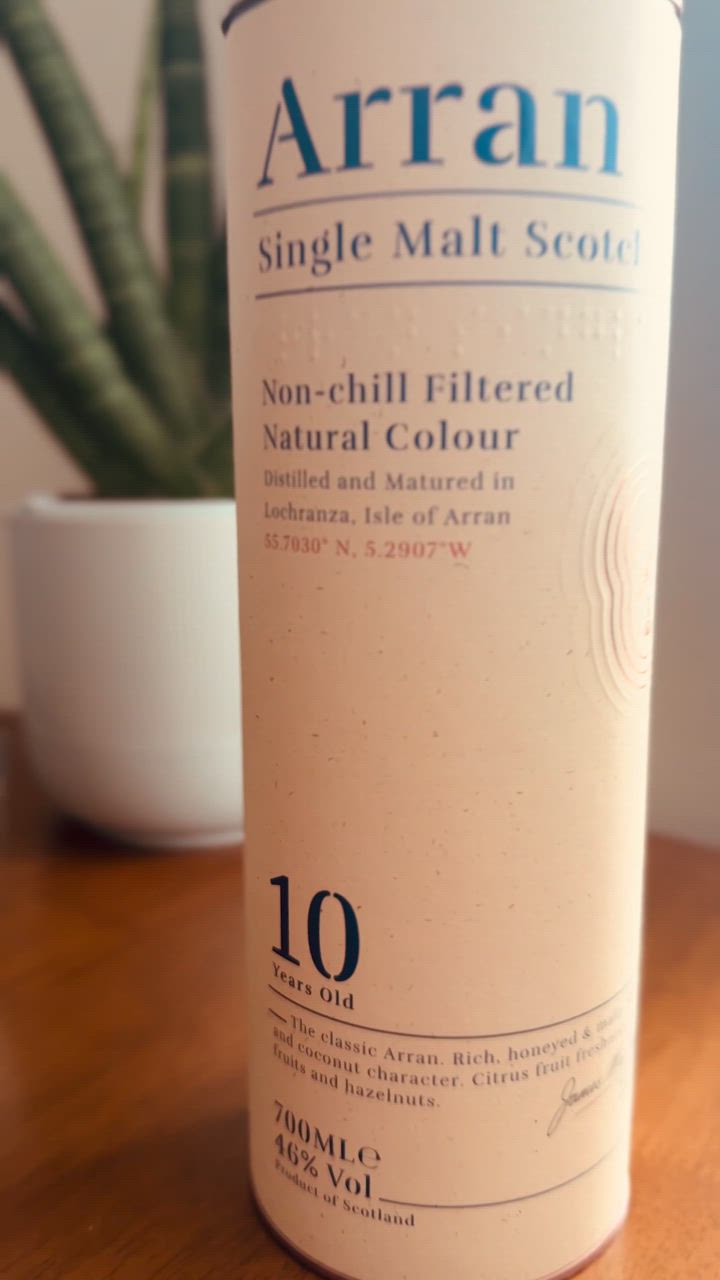 Arran
Single Malt Scotch
Non-chill Filtered
Natural Colour
Distilled and Matured in
Lochranza, Isle of Arran
55.7030° N, 5.2907°W
10
Years Old
— The classic Arran. Rich, honeyed &
and coconut character. Citrus fruit
fruits and hazelnuts.
James
700ML℮
46% Vol
Product of Scotland